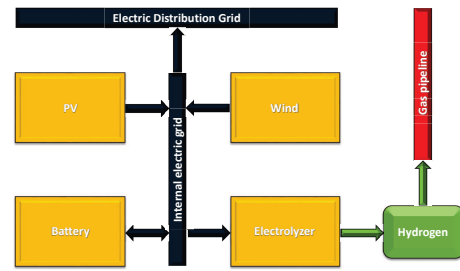 Electric Distribution Grid
PV
Wind
Internal electric grid
Gas pipeline
Battery
Electrolyzer
Hydrogen